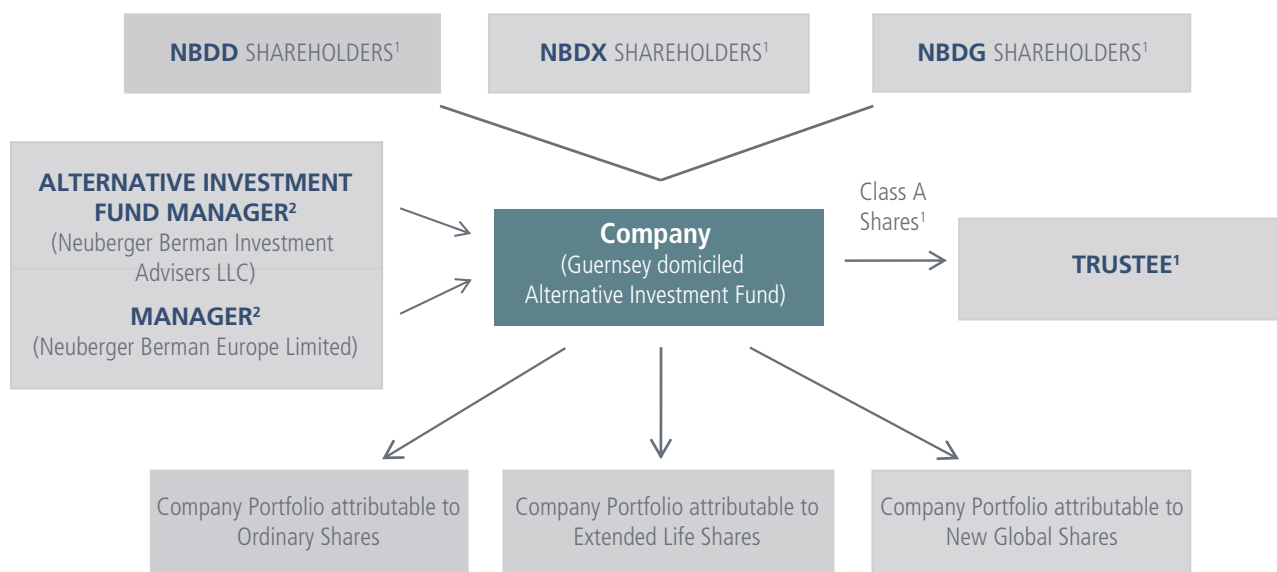 NBDD SHAREHOLDERS¹
NBDX SHAREHOLDERS¹
NBDG SHAREHOLDERS¹
ALTERNATIVE INVESTMENT
FUND MANAGER²
(Neuberger Berman Investment
Advisers LLC)
MANAGER²
(Neuberger Berman Europe Limited)
Company
(Guernsey domiciled
Alternative Investment Fund)
Class A
Shares¹
TRUSTEE¹
Company Portfolio attributable to
Ordinary Shares
Company Portfolio attributable to
Extended Life Shares
Company Portfolio attributable to
New Global Shares